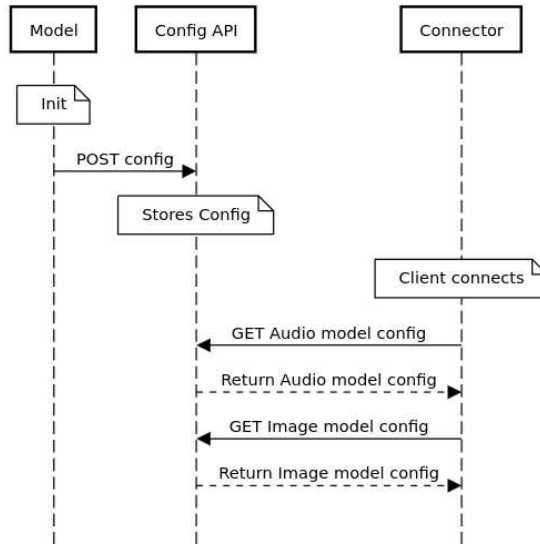 Model
Config API
Connector
Init
POST config
Stores Config
Client connects
GET Audio model config
Return Audio model config
GET Image model config
Return Image model config